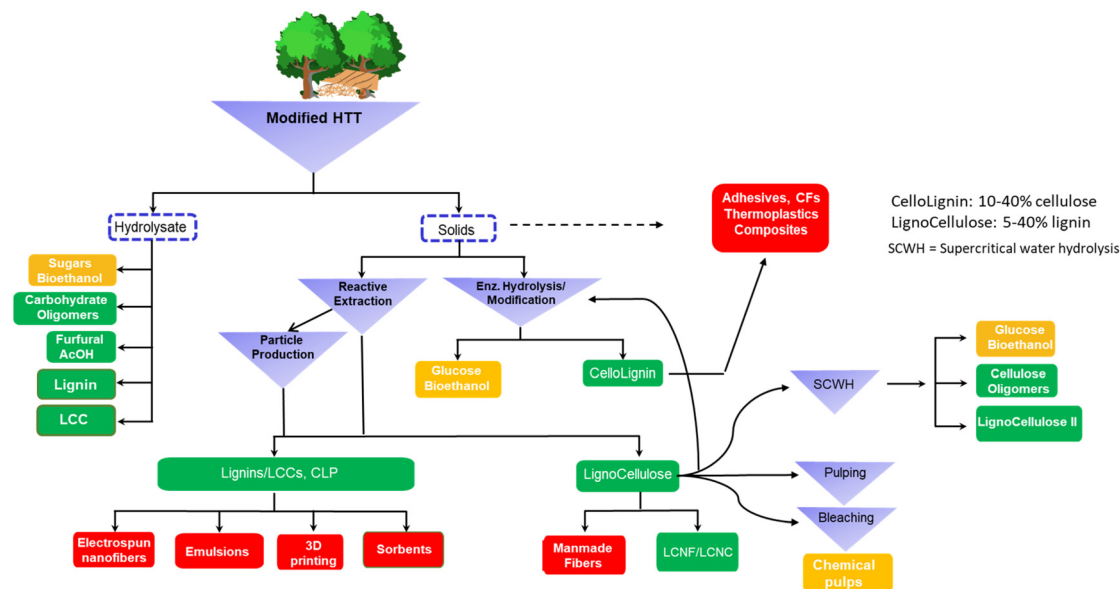 Modified HTT
Hydrolysate
Solids
Adhesives, CFs
Thermoplastics
Composites
CelloLignin: 10-40% cellulose
LignoCellulose: 5-40% lignin
SCWH = Supercritical water hydrolysis
Sugars
Bioethanol
Carbohydrate
Oligomers
Furfural
AcOH
Lignin
LCC
Reactive
Extraction
Enz. Hydrolysis/
Modification
Particle
Production
Glucose
Bioethanol
CelloLignin
SCWH
Glucose
Bioethanol
Cellulose
Oligomers
LignoCellulose II
Lignins/LCCs, CLP
LignoCellulose
Pulping
Bleaching
Electrospun
nanofibers
Emulsions
3D
printing
Sorbents
Manmade
Fibers
LCNF/LCNC
Chemical
pulps